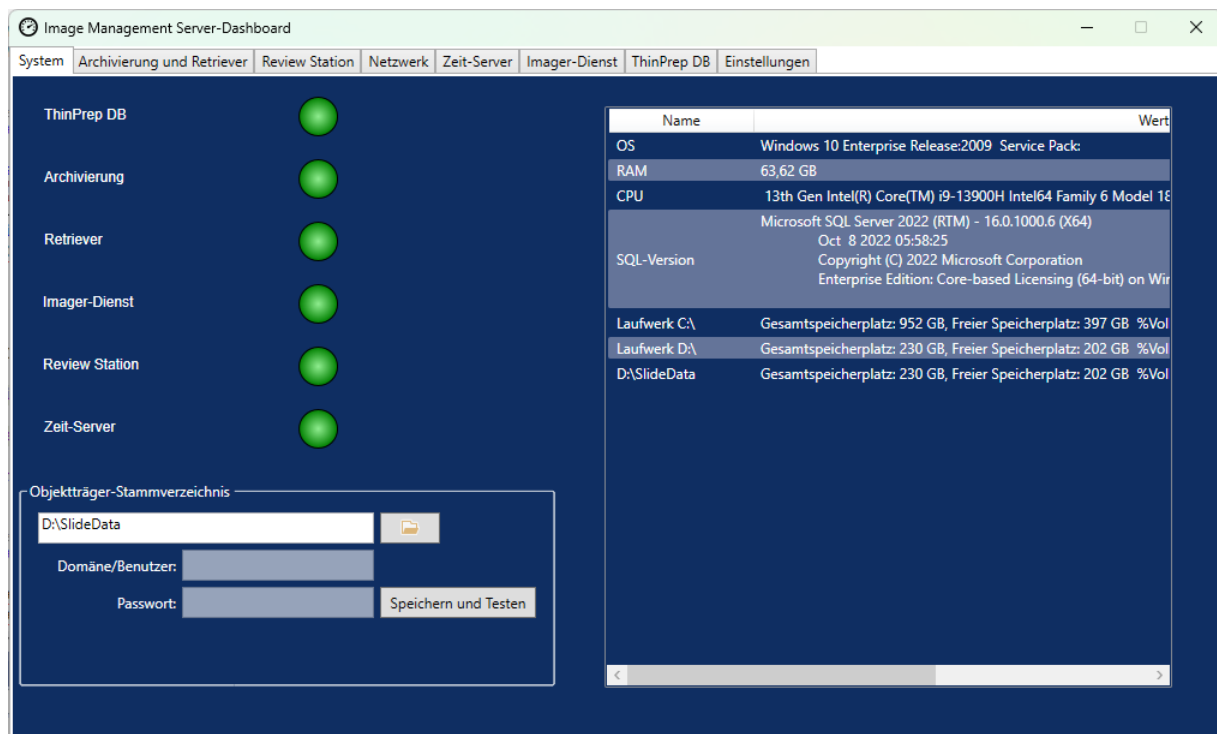 Image Management Server-Dashboard
System Archivierung und Retriever Review Station Netzwerk Zeit-Server Imager-Dienst ThinPrep DB Einstellungen
ThinPrep DB
Archivierung
Retriever
Imager-Dienst
Review Station
Zeit-Server
Objektträger-Stammverzeichnis
D:\SlideData
Domäne/Benutzer:
Passwort: Speichern und Testen
Name Wert
OS Windows 10 Enterprise Release:2009 Service Pack:
RAM 63,62 GB
CPU 13th Gen Intel(R) Core(TM) i9-13900H Intel64 Family 6 Model 18
SQL-Version Microsoft SQL Server 2022 (RTM) - 16.0.1000.6 (X64)
Oct 8 2022 05:58:25
Copyright (C) 2022 Microsoft Corporation
Enterprise Edition: Core-based Licensing (64-bit) on Wir
Laufwerk C:\ Gesamtspeicherplatz: 952 GB, Freier Speicherplatz: 397 GB %Vol
Laufwerk D:\ Gesamtspeicherplatz: 230 GB, Freier Speicherplatz: 202 GB %Vol
D:\SlideData Gesamtspeicherplatz: 230 GB, Freier Speicherplatz: 202 GB %Vol